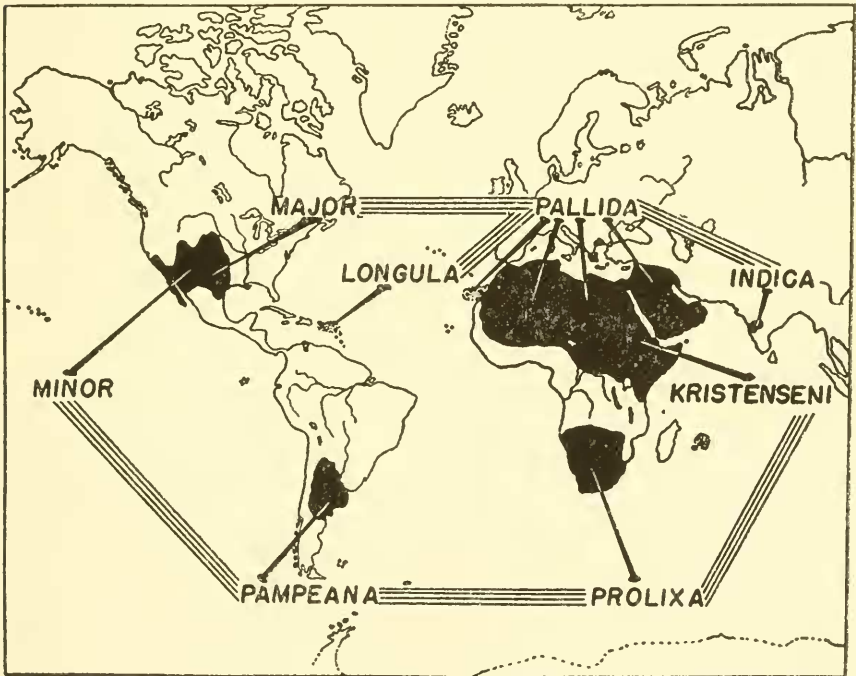 MAJOR
PALLIDA
LONGULA
INDICA
MINOR
KRISTENSENI
PAMPEANA
PROLIXA